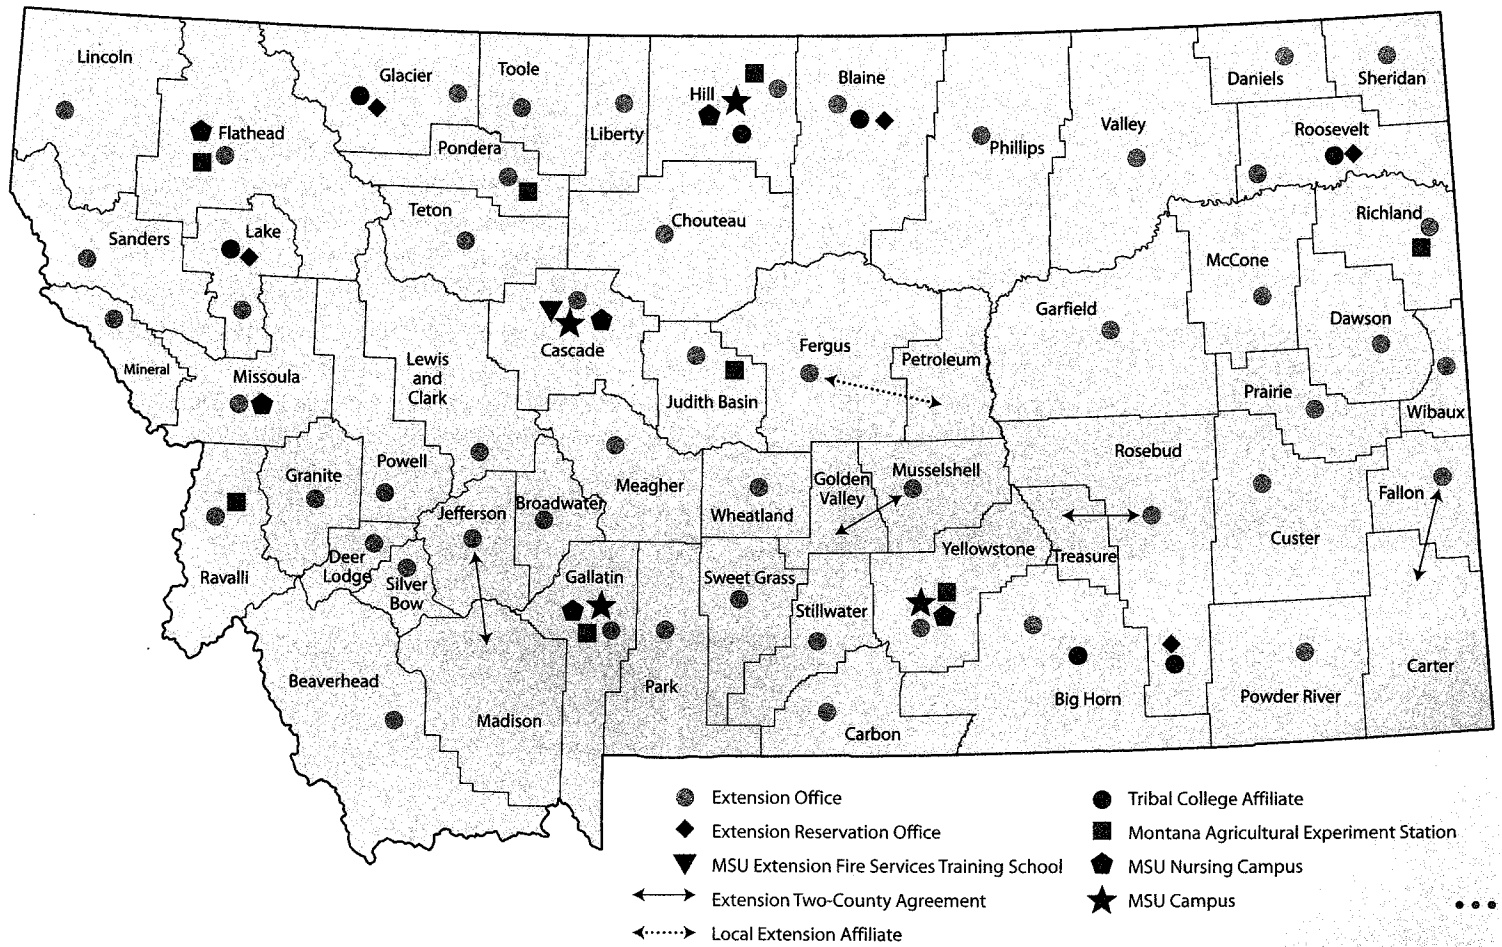 Lincoln
Glacier
Toole
Liberty
Hill
Blaine
Phillips
Valley
Daniels
Sheridan
Flathead
Pondera
Roosevelt
Teton
Chouteau
Richland
Sanders
Lake
McCone
Garfield
Dawson
Mineral
Missoula
Lewis
and
Clark
Cascade
Judith Basin
Fergus
Petroleum
Prairie
Wibaux
Granite
Powell
Jefferson
Broadwater
Meagher
Wheatland
Golden
Valley
Musselshell
Rosebud
Fallon
Custer
Ravalli
Deer
Lodge
Silver
Bow
Gallatin
Sweet Grass
Stillwater
Yellowstone
Treasure
Beaverhead
Madison
Park
Carbon
Big Horn
Powder River
Carter
Extension Office
Extension Reservation Office
MSU Extension Fire Services Training School
Extension Two-County Agreement
Local Extension Affiliate
Tribal College Affiliate
Montana Agricultural Experiment Station
MSU Nursing Campus
MSU Campus